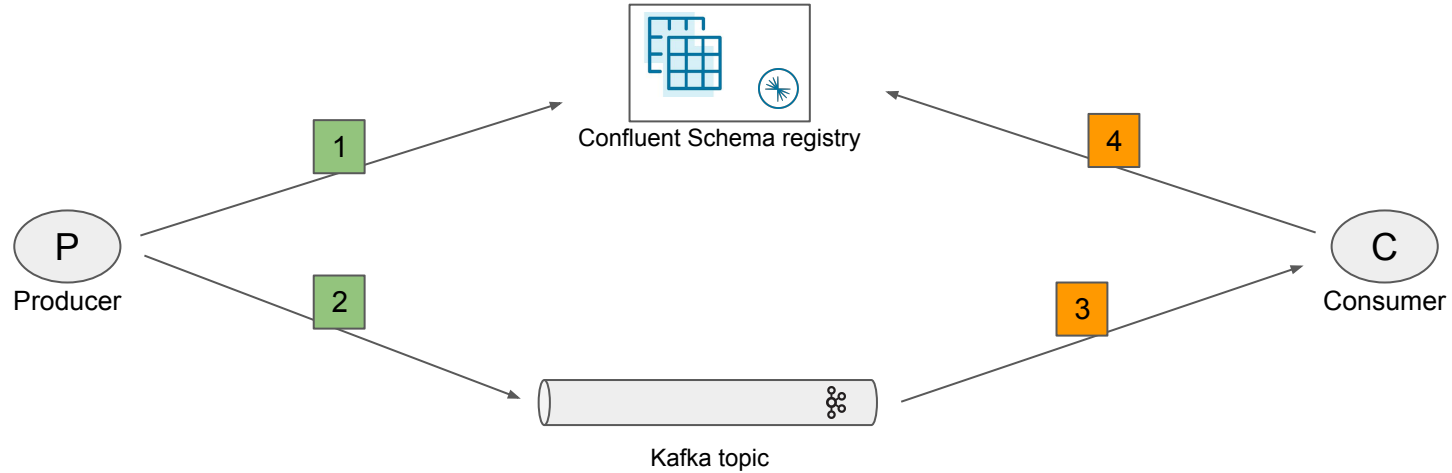 Confluent Schema registry
1
4
P
C
Producer
2
3
Consumer
Kafka topic